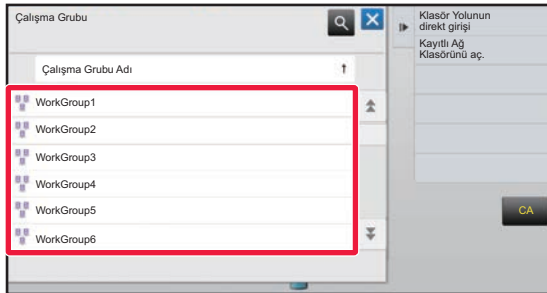 Çalışma Grubu
Çalışma Grubu Adı
WorkGroup1
WorkGroup2
WorkGroup3
WorkGroup4
WorkGroup5
WorkGroup6
Klasör Yolunun
direkt girişi
Kayıtlı Ağ
Klasörünü aç.
CA